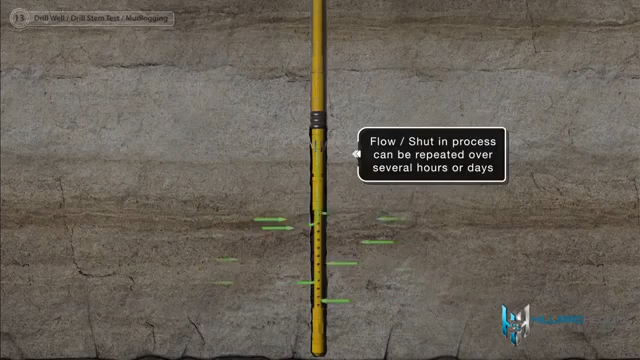 13 Drill Well / Drill Stem Test / Mudlogging
Flow / Shut in process
can be repeated over
several hours or days